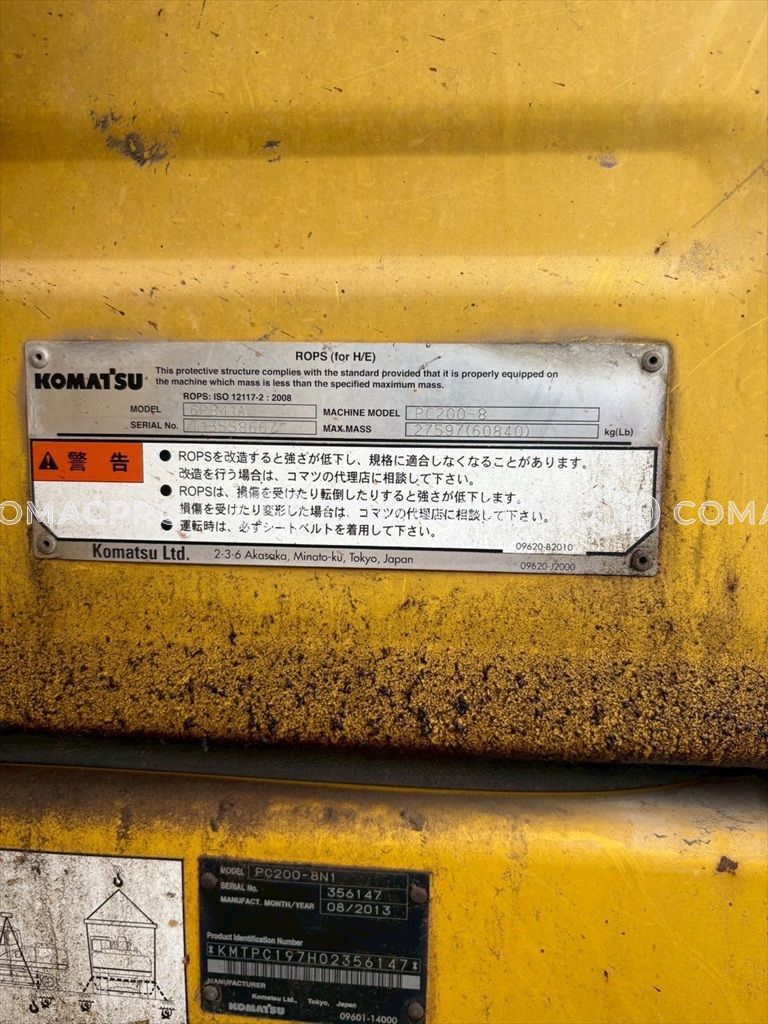 ROPS (for H/E)
KOMATSU
This protective structure complies with the standard provided that it is properly equipped on
the machine which mass is less than the specified maximum mass.
ROPS: ISO 12117-2 : 2008
MODEL MACHINE MODEL PC200-8
SERIAL No. MAX.MASS 27597(60840) kg(Lb)
警告
● ROPSを改造すると強さが低下し、規格に適合しなくなることがあります。
改造を行う場合は、コマツの代理店に相談して下さい。
● ROPSは、損傷を受けたり転倒したりすると強さが低下します。
損傷を受けたり変形した場合は、コマツの代理店に相談して下さい。
● 運転時は、必ずシートベルトを着用して下さい。
09620-B2010
Komatsu Ltd. 2-3-6 Akasaka, Minato-ku, Tokyo, Japan
09620-J2000
COMAC
MODEL PC200-8N1
SERIAL No. 356147
MANUFACT. MONTH/YEAR 08/2013
Product Identification Number
*KMTPC197H02356147*
MANUFACTURER
Komatsu Ltd., Tokyo, Japan
KOMATSU
09601-14000